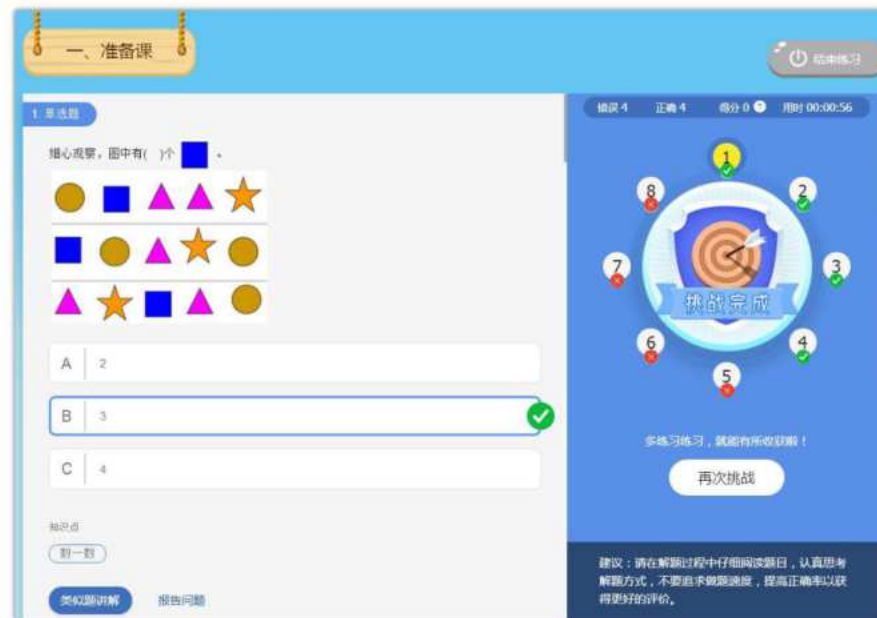 一、准备课
结束练习
1. 单选题
细心观察，图中有( )个 。
A 2
B 3
C 4
知识点
数一数
类似题讲解 报告问题
错误 4 正确 4 得分 0 ? 用时 00:00:56
1
2
3
4
5
6
7
8
挑战完成
多练习练习，就能有所收获啦！
再次挑战
建议：请在解题过程中仔细阅读题目，认真思考
解题方式，不要追求做题速度，提高正确率以获
得更好的评价。